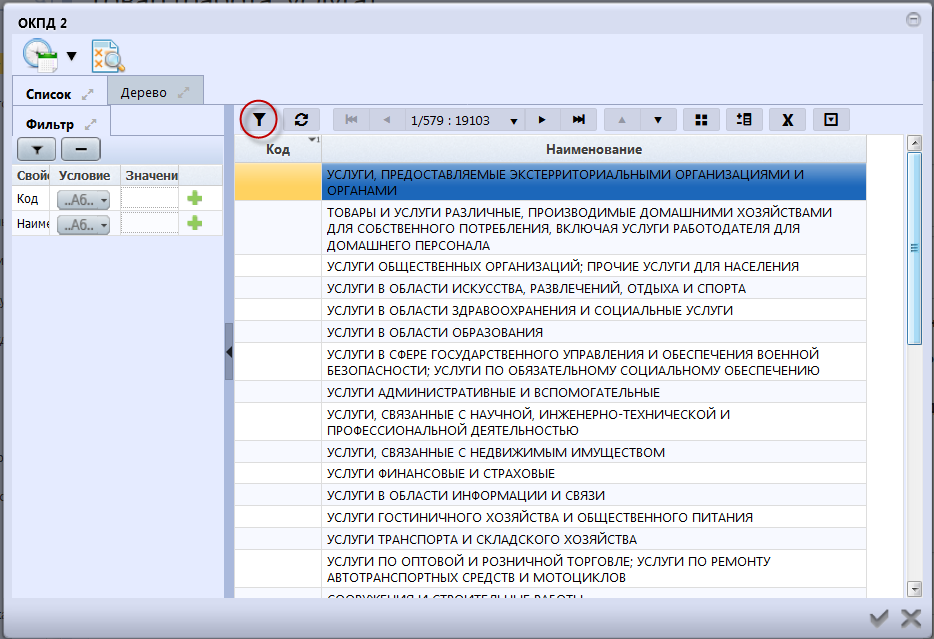 ОКПД 2
Список
Дерево
Фильтр
Свойс
Условие
Значени
Код
..Аб..
Наиме
..Аб..
1/579 : 19103
X
Код
1
Наименование
УСЛУГИ, ПРЕДОСТАВЛЯЕМЫЕ ЭКСТЕРРИТОРИАЛЬНЫМИ ОРГАНИЗАЦИЯМИ И
ОРГАНАМИ
ТОВАРЫ И УСЛУГИ РАЗЛИЧНЫЕ, ПРОИЗВОДИМЫЕ ДОМАШНИМИ ХОЗЯЙСТВАМИ
ДЛЯ СОБСТВЕННОГО ПОТРЕБЛЕНИЯ, ВКЛЮЧАЯ УСЛУГИ РАБОТОДАТЕЛЯ ДЛЯ
ДОМАШНЕГО ПЕРСОНАЛА
УСЛУГИ ОБЩЕСТВЕННЫХ ОРГАНИЗАЦИЙ; ПРОЧИЕ УСЛУГИ ДЛЯ НАСЕЛЕНИЯ
УСЛУГИ В ОБЛАСТИ ИСКУССТВА, РАЗВЛЕЧЕНИЙ, ОТДЫХА И СПОРТА
УСЛУГИ В ОБЛАСТИ ЗДРАВООХРАНЕНИЯ И СОЦИАЛЬНЫЕ УСЛУГИ
УСЛУГИ В ОБЛАСТИ ОБРАЗОВАНИЯ
УСЛУГИ В СФЕРЕ ГОСУДАРСТВЕННОГО УПРАВЛЕНИЯ И ОБЕСПЕЧЕНИЯ ВОЕННОЙ
БЕЗОПАСНОСТИ; УСЛУГИ ПО ОБЯЗАТЕЛЬНОМУ СОЦИАЛЬНОМУ ОБЕСПЕЧЕНИЮ
УСЛУГИ АДМИНИСТРАТИВНЫЕ И ВСПОМОГАТЕЛЬНЫЕ
УСЛУГИ, СВЯЗАННЫЕ С НАУЧНОЙ, ИНЖЕНЕРНО-ТЕХНИЧЕСКОЙ И
ПРОФЕССИОНАЛЬНОЙ ДЕЯТЕЛЬНОСТЬЮ
УСЛУГИ, СВЯЗАННЫЕ С НЕДВИЖИМЫМ ИМУЩЕСТВОМ
УСЛУГИ ФИНАНСОВЫЕ И СТРАХОВЫЕ
УСЛУГИ В ОБЛАСТИ ИНФОРМАЦИИ И СВЯЗИ
УСЛУГИ ГОСТИНИЧНОГО ХОЗЯЙСТВА И ОБЩЕСТВЕННОГО ПИТАНИЯ
УСЛУГИ ТРАНСПОРТА И СКЛАДСКОГО ХОЗЯЙСТВА
УСЛУГИ ПО ОПТОВОЙ И РОЗНИЧНОЙ ТОРГОВЛЕ; УСЛУГИ ПО РЕМОНТУ
АВТОТРАНСПОРТНЫХ СРЕДСТВ И МОТОЦИКЛОВ
СООРУЖЕНИЯ И СТРОИТЕЛЬНЫЕ РАБОТЫ